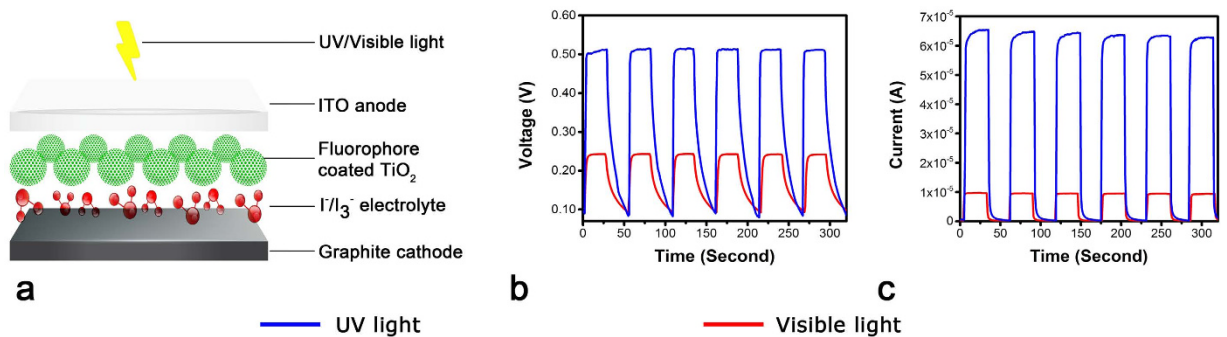 UV/Visible light
ITO anode
Fluorophore
coated TiO2
I-/I3- electrolyte
Graphite cathode
a
Voltage (V)
0.60
0.50
0.40
0.30
0.20
0.10
0 50 100 150 200 250 300
Time (Second)
b
Current (A)
7x10-5
6x10-5
5x10-5
4x10-5
3x10-5
2x10-5
1x10-5
0
0 50 100 150 200 250 300
Time (Second)
c
UV light
Visible light